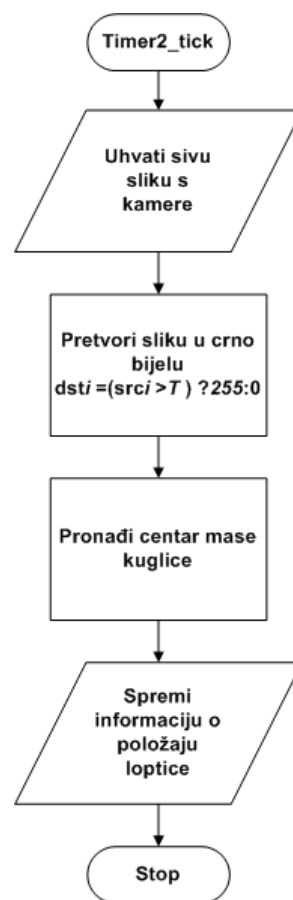 Timer2_tick
Uhvati sivu
sliku s
kamere
Pretvori sliku u crno
bijelu
dsti =(srci >T ) ?255:0
Pronađi centar mase
kuglice
Spremi
informaciju o
položaju
loptice
Stop